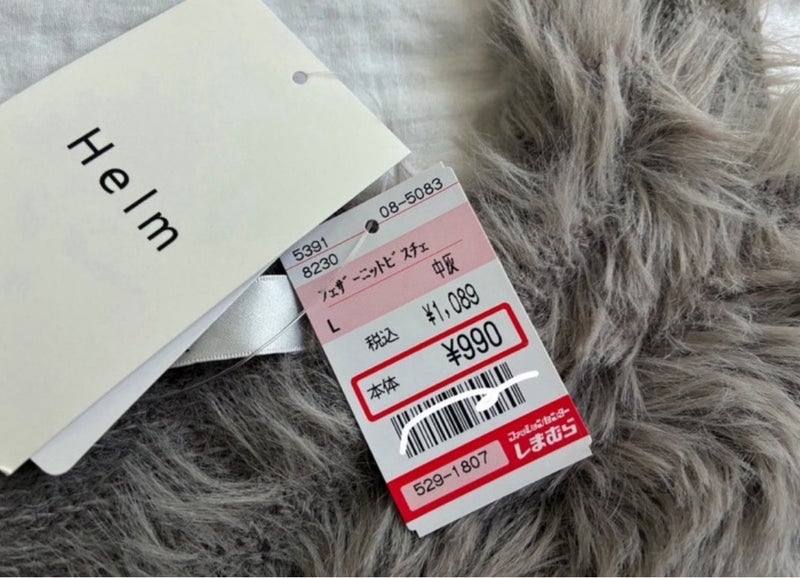 Helm
5391 08-5083
8230
フェザーニットビスチェ
中灰
L
税込 ¥1,089
本体 ¥990
ファッションセンター
しまむら
529-1807